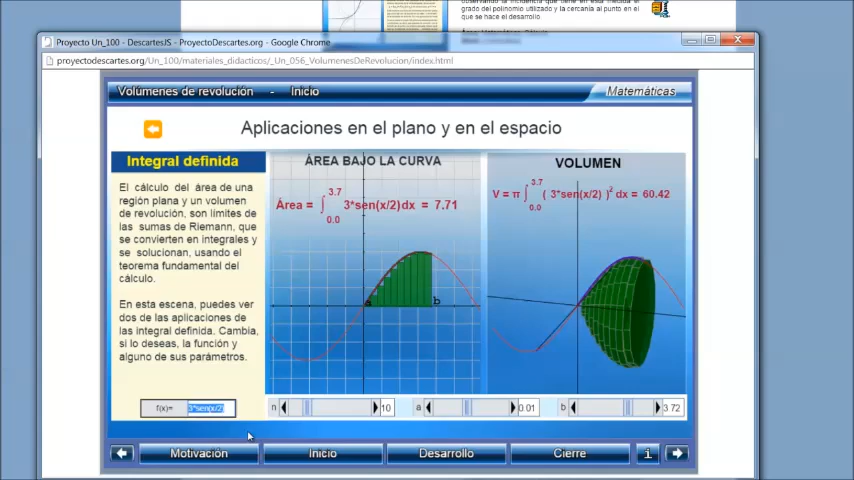 observando la incidencia que tiene en esta medida el
grado del polinomio utilizado y la cercanía al punto en el
que se hace el desarrollo.
Proyecto Un_100 - DescartesJS - ProyectoDescartes.org - Google Chrome
proyectodescartes.org/Un_100/materiales_didacticos/_Un_056_VolumenesDeRevolucion/index.html
Volúmenes de revolución - Inicio
Matemáticas
Aplicaciones en el plano y en el espacio
Integral definida
El cálculo del área de una
región plana y un volumen
de revolución, son límites de
las sumas de Riemann, que
se convierten en integrales y
se solucionan, usando el
teorema fundamental del
cálculo.
En esta escena, puedes ver
dos de las aplicaciones de
las integral definida. Cambia,
si lo deseas, la función y
alguno de sus parámetros.
f(x)= 3*sen(x/2)
ÁREA BAJO LA CURVA
Área = ∫ 0.0 3.7 3*sen(x/2)dx = 7.71
a b
VOLUMEN
V = π ∫ 0.0 3.7 ( 3*sen(x/2) )² dx = 60.42
n 10 a 0.01 b 3.72
Motivación Inicio Desarrollo Cierre i